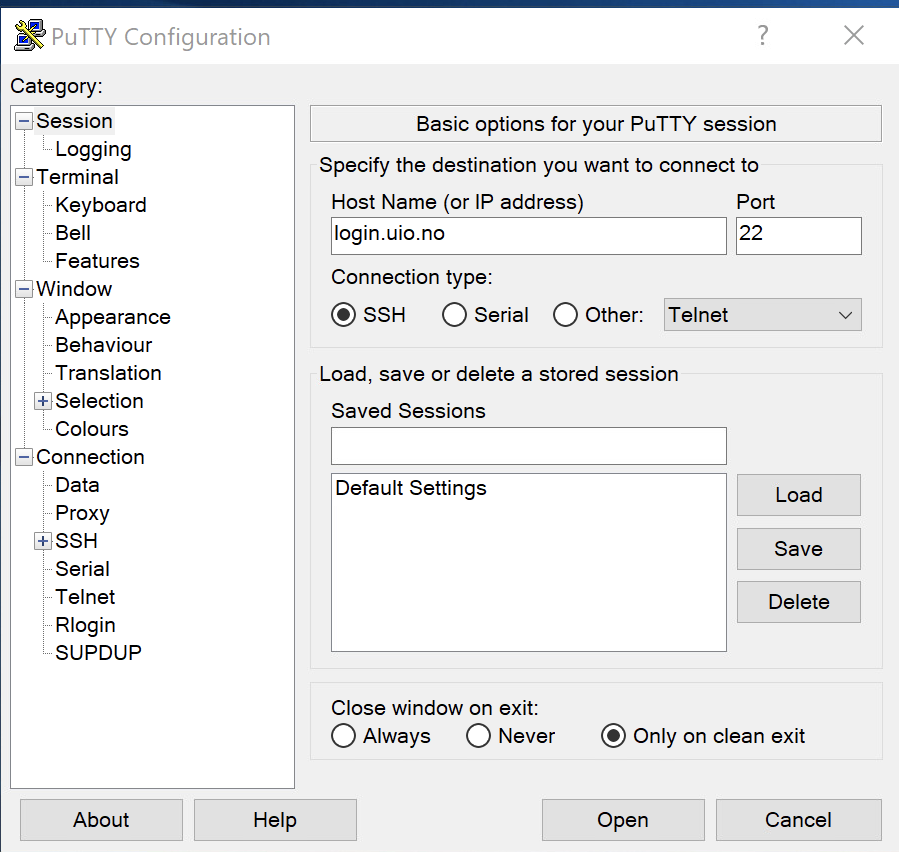 PuTTY Configuration
?
Category:
Session
Logging
Terminal
Keyboard
Bell
Features
Window
Appearance
Behaviour
Translation
Selection
Colours
Connection
Data
Proxy
SSH
Serial
Telnet
Rlogin
SUPDUP
Basic options for your PuTTY session
Specify the destination you want to connect to
Host Name (or IP address) Port
login.uio.no 22
Connection type:
SSH Serial Other: Telnet
Load, save or delete a stored session
Saved Sessions
Default Settings
Load
Save
Delete
Close window on exit:
Always Never Only on clean exit
About Help Open Cancel